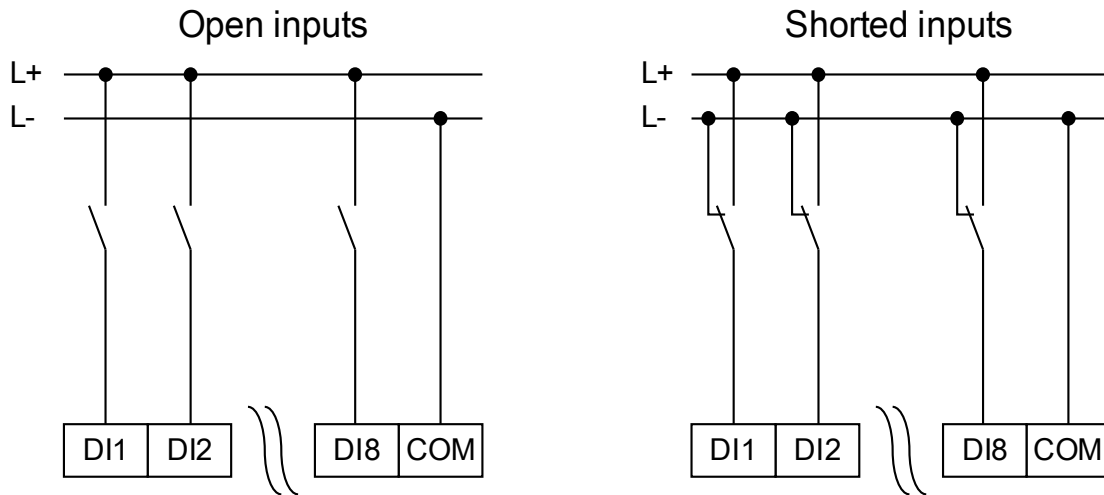 Open inputs
L+
L-
DI1 DI2 DI8 COM
Shorted inputs
L+
L-
DI1 DI2 DI8 COM